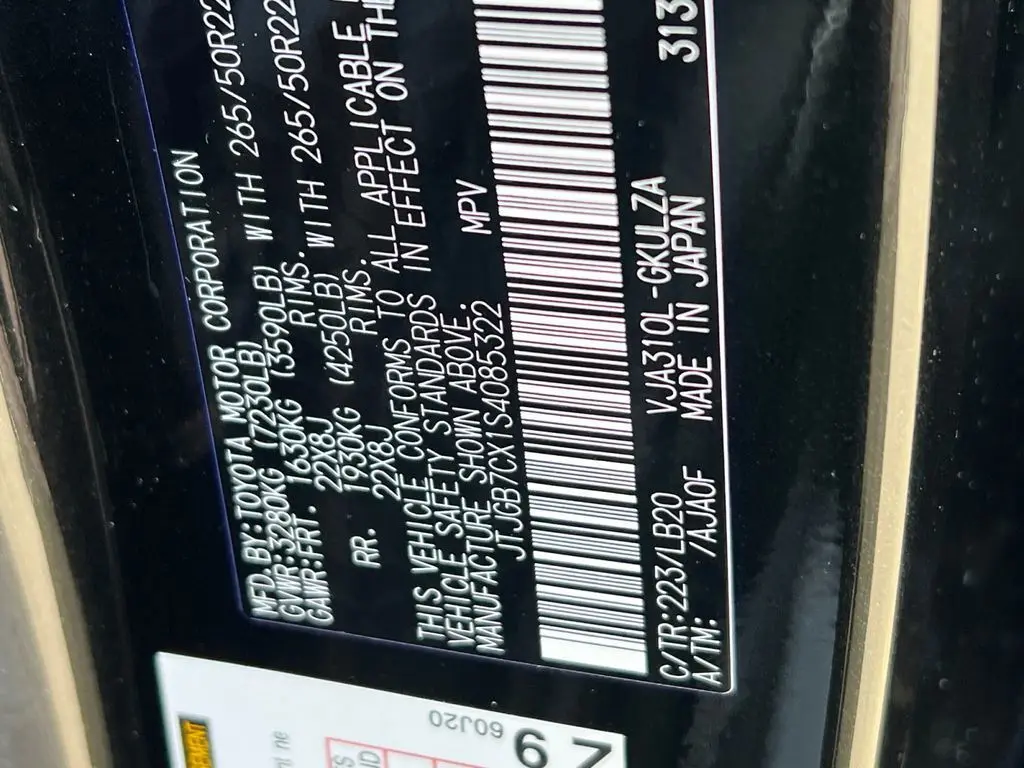 MFD.BY:TOYOTA MOTOR CORPORATION
GVWR:3280KG (7230LB)
GAWR:FRT. 1630KG (3590LB) WITH 265/50R22
22X8J RIMS.
RR. 1930KG (4250LB) WITH 265/50R22
22X8J RIMS.
THIS VEHICLE CONFORMS TO ALL APPLICABLE
VEHICLE SAFETY STANDARDS IN EFFECT ON THE
MANUFACTURE SHOWN ABOVE.
JTJGB7CX1S4085322 MPV
C/TR:223/LB20 VJA310L-GKULZA
A/TM: /AJA0F MADE IN JAPAN 313
60J20